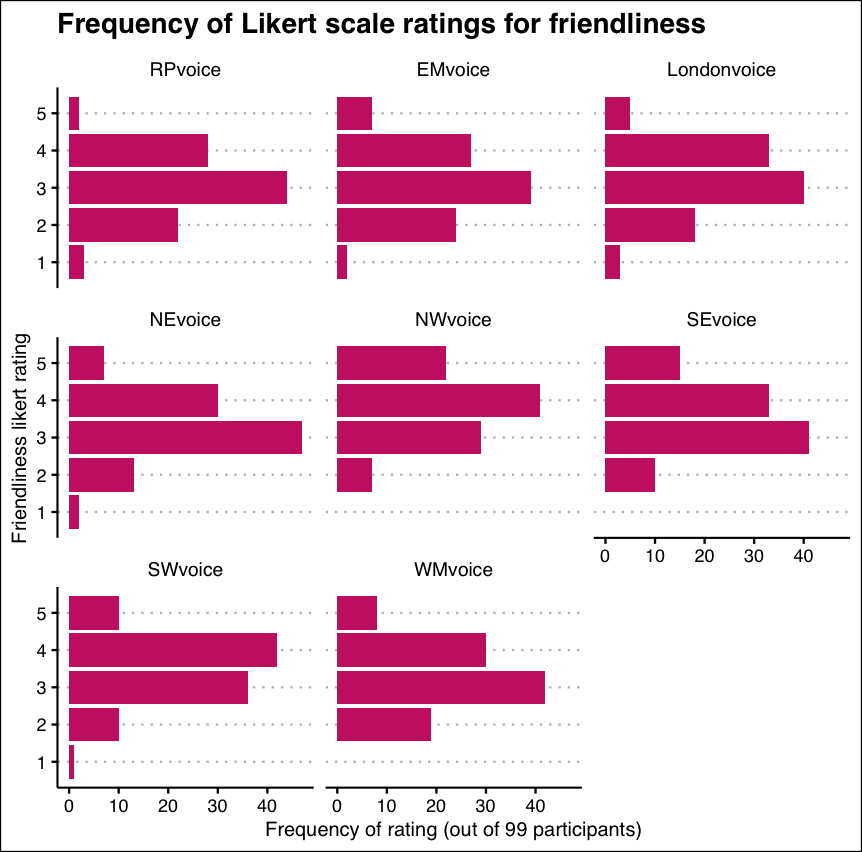 Frequency of Likert scale ratings for friendliness
RPvoice
EMvoice
Londonvoice
5
4
3
2
1
NEvoice
NWvoice
SEvoice
5
4
3
2
1
0 10 20 30 40
SWvoice
WMvoice
5
4
3
2
1
0 10 20 30 40
0 10 20 30 40
Friendliness likert rating
Frequency of rating (out of 99 participants)